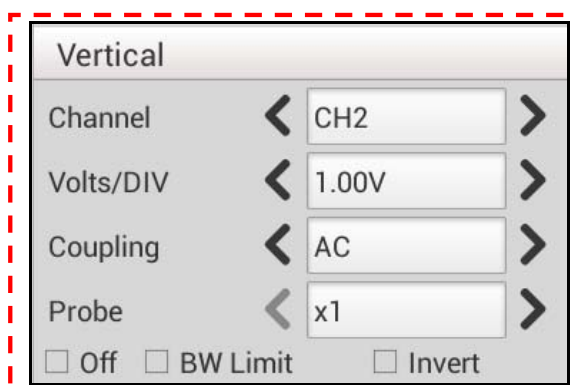 Vertical
Channel CH2
Volts/DIV 1.00V
Coupling AC
Probe x1
Off BW Limit Invert